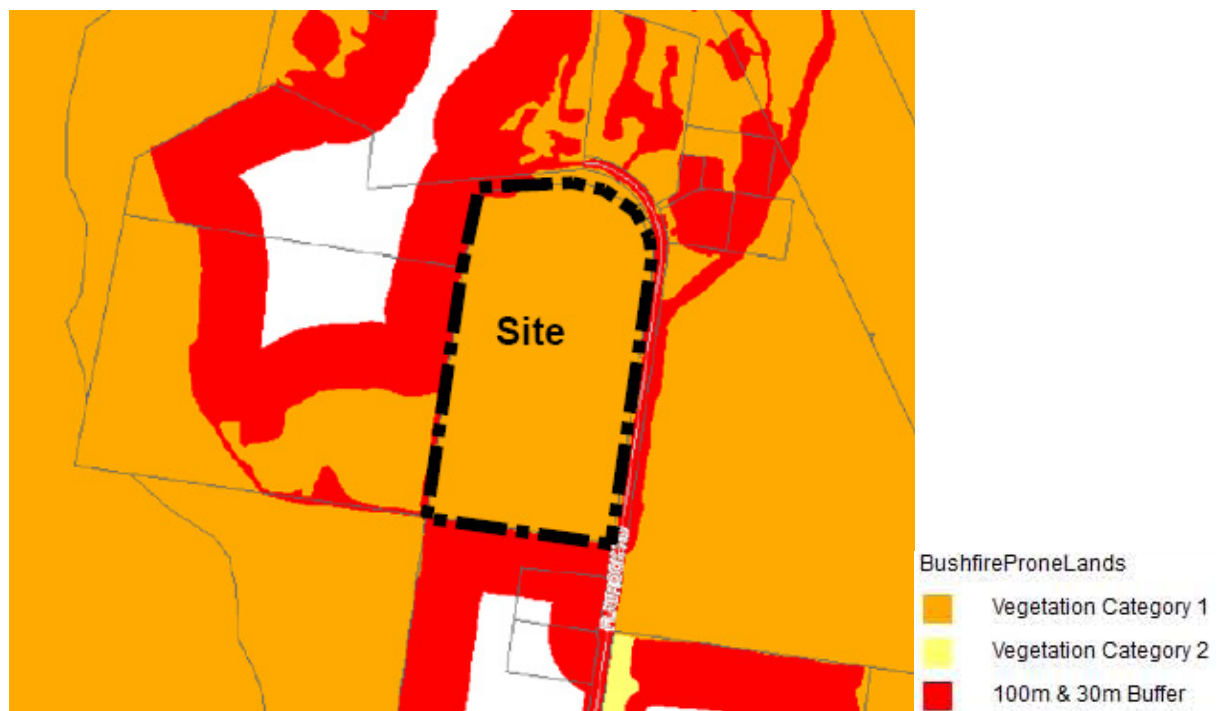 Site
BushfireProneLands
Vegetation Category 1
Vegetation Category 2
100m & 30m Buffer